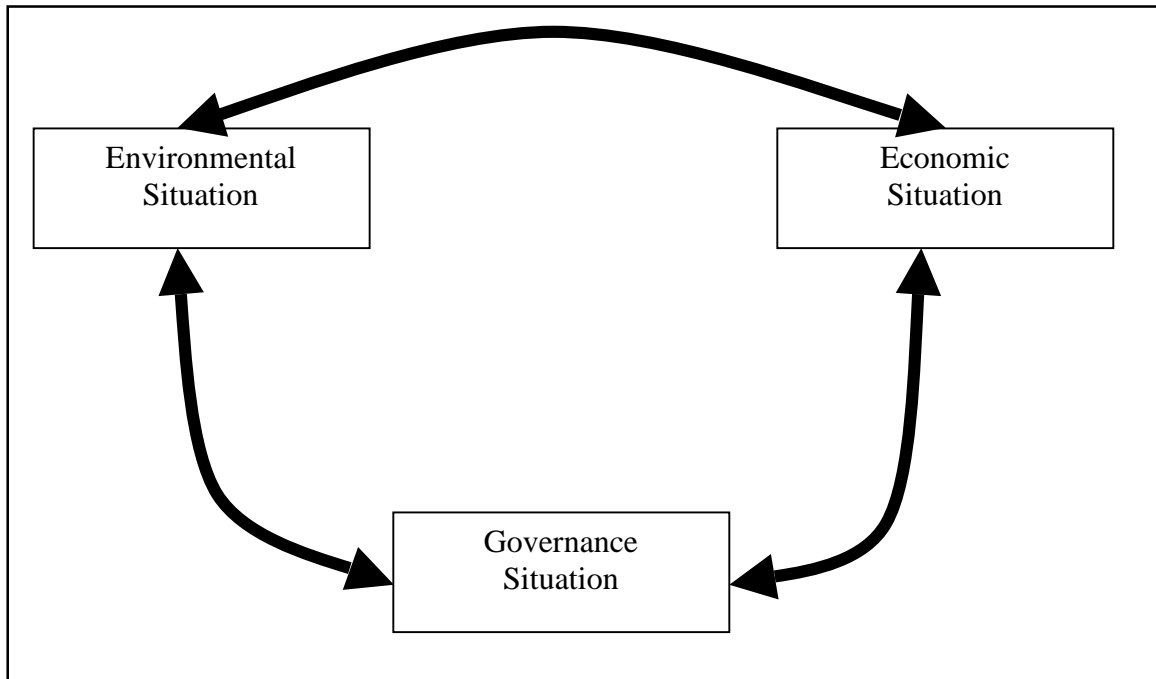 Environmental
Situation
Economic
Situation
Governance
Situation